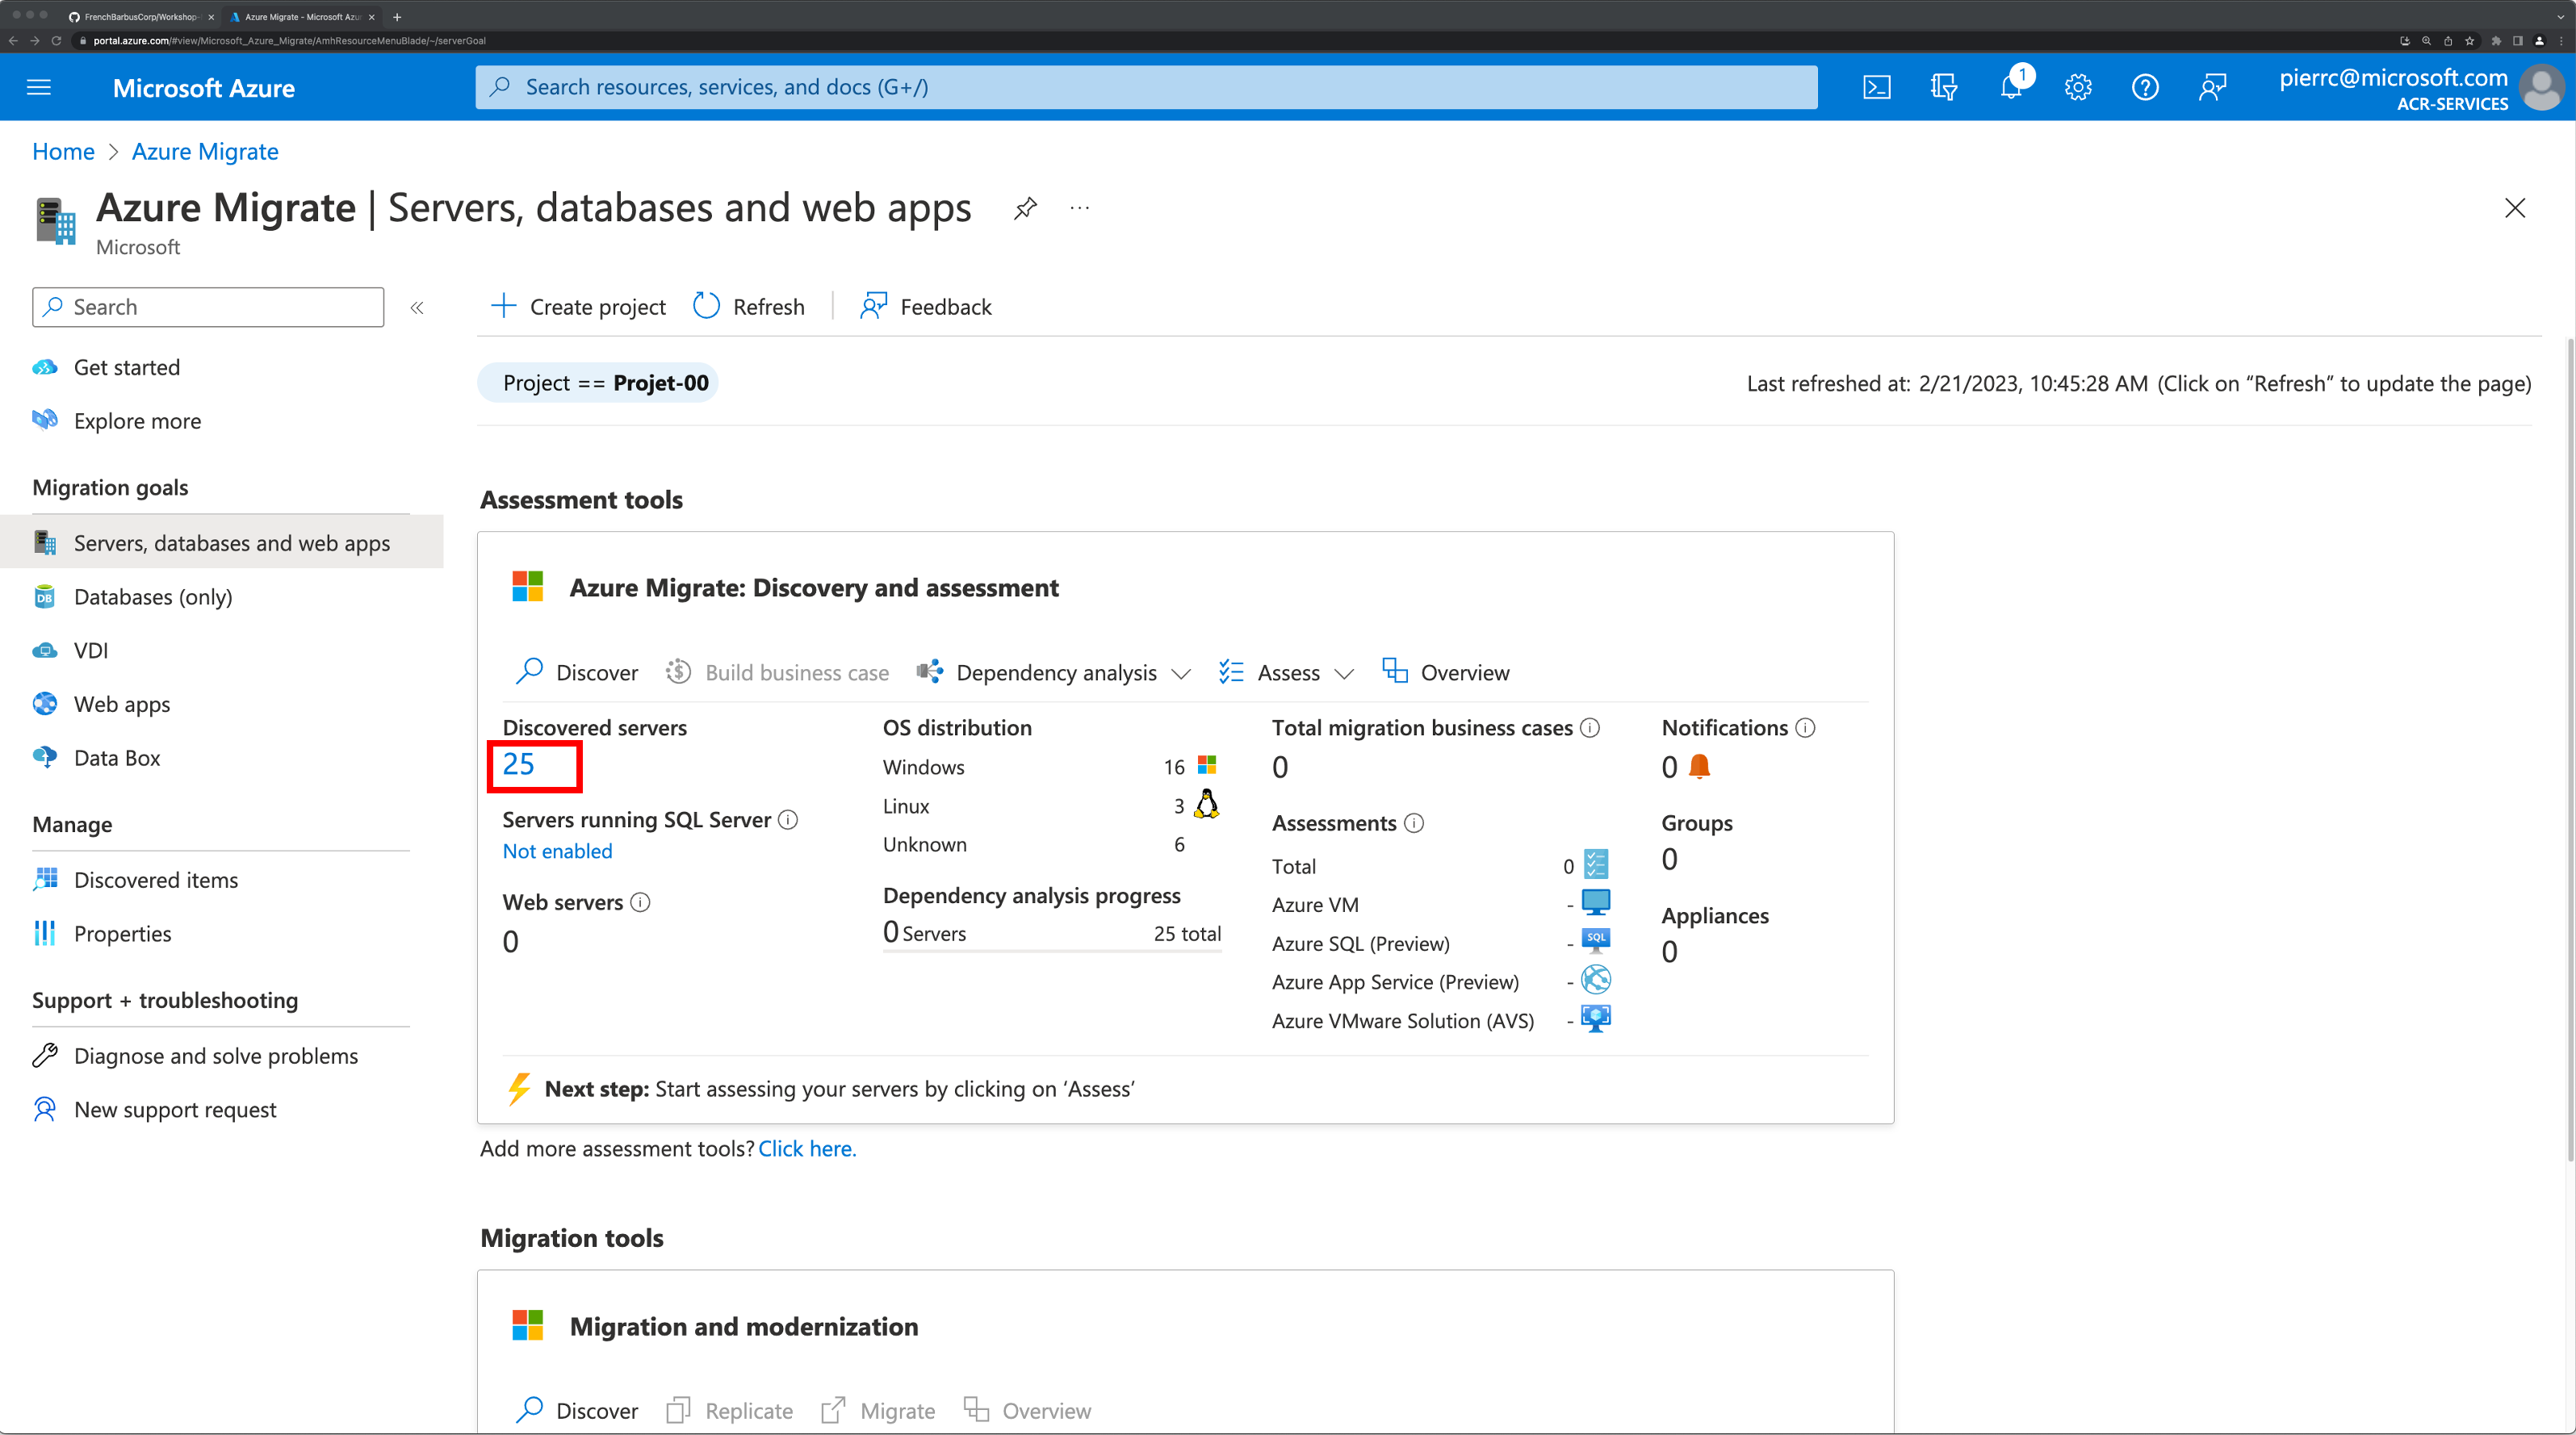 FrenchBarbusCorp/Workshop-
Azure Migrate - Microsoft Azu
portal.azure.com/#view/Microsoft_Azure_Migrate/AmhResourceMenuBlade/~/serverGoal
Microsoft Azure
Search resources, services, and docs (G+/)
1
pierrc@microsoft.com
ACR-SERVICES
Home > Azure Migrate
Azure Migrate | Servers, databases and web apps
Microsoft
Search
Get started
Explore more
Migration goals
Servers, databases and web apps
Databases (only)
VDI
Web apps
Data Box
Manage
Discovered items
Properties
Support + troubleshooting
Diagnose and solve problems
New support request
Create project
Refresh
Feedback
Project == Projet-00
Last refreshed at: 2/21/2023, 10:45:28 AM (Click on “Refresh” to update the page)
Assessment tools
Azure Migrate: Discovery and assessment
Discover
Build business case
Dependency analysis
Assess
Overview
Discovered servers
25
Servers running SQL Server
Not enabled
Web servers
0
OS distribution
Windows 16
Linux 3
Unknown 6
Dependency analysis progress
0 Servers 25 total
Total migration business cases
0
Assessments
Total 0
Azure VM -
Azure SQL (Preview) -
Azure App Service (Preview) -
Azure VMware Solution (AVS) -
Notifications
0
Groups
0
Appliances
0
Next step: Start assessing your servers by clicking on ‘Assess’
Add more assessment tools? Click here.
Migration tools
Migration and modernization
Discover
Replicate
Migrate
Overview